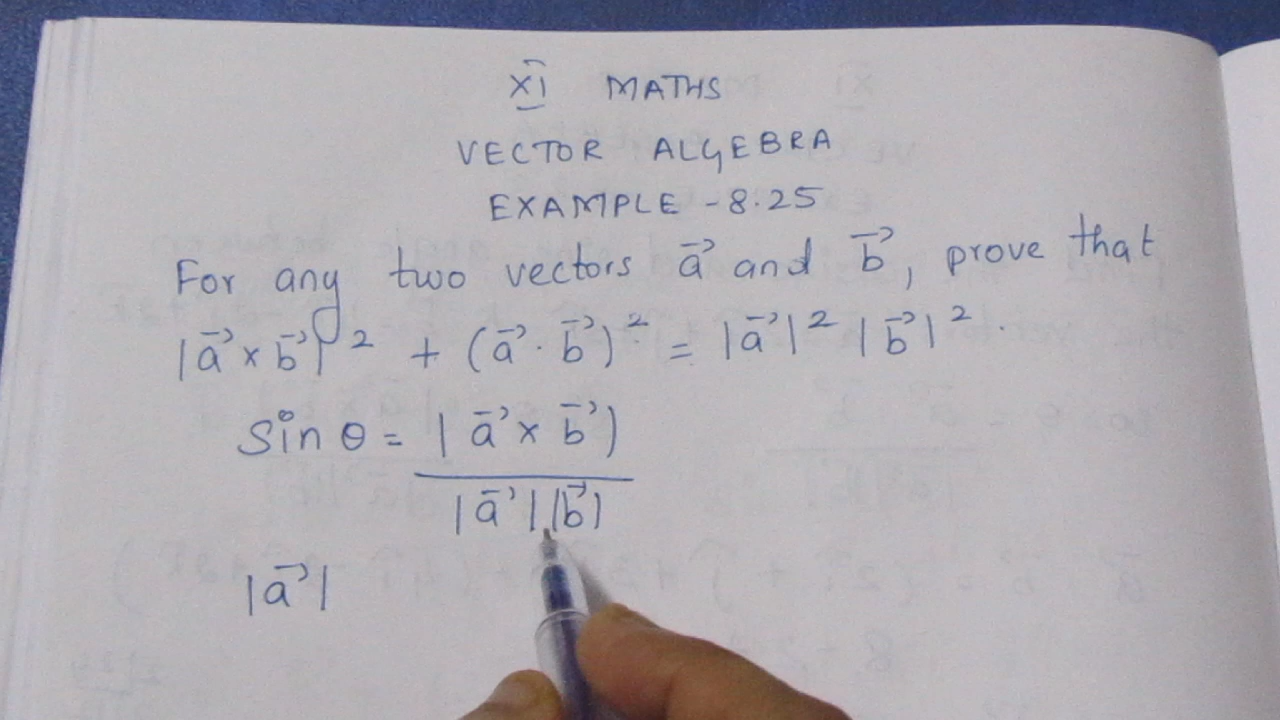 XI MATHS
VECTOR ALGEBRA
EXAMPLE - 8.25
For any two vectors a⃗ and b⃗, prove that
|a⃗ × b⃗|² + (a⃗ · b⃗)² = |a⃗|² |b⃗|².
Sin θ = |a⃗ × b⃗|
|a⃗||b⃗|
|a⃗|